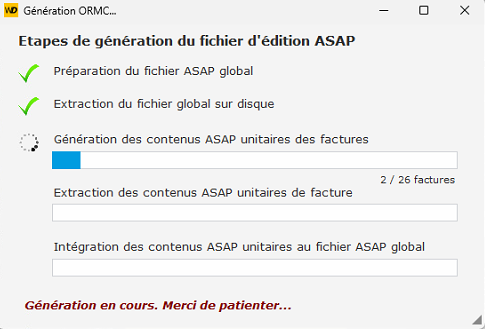 WD Génération ORMC...
Etapes de génération du fichier d'édition ASAP
Préparation du fichier ASAP global
Extraction du fichier global sur disque
Génération des contenus ASAP unitaires des factures
2 / 26 factures
Extraction des contenus ASAP unitaires de facture
Intégration des contenus ASAP unitaires au fichier ASAP global
Génération en cours. Merci de patienter...